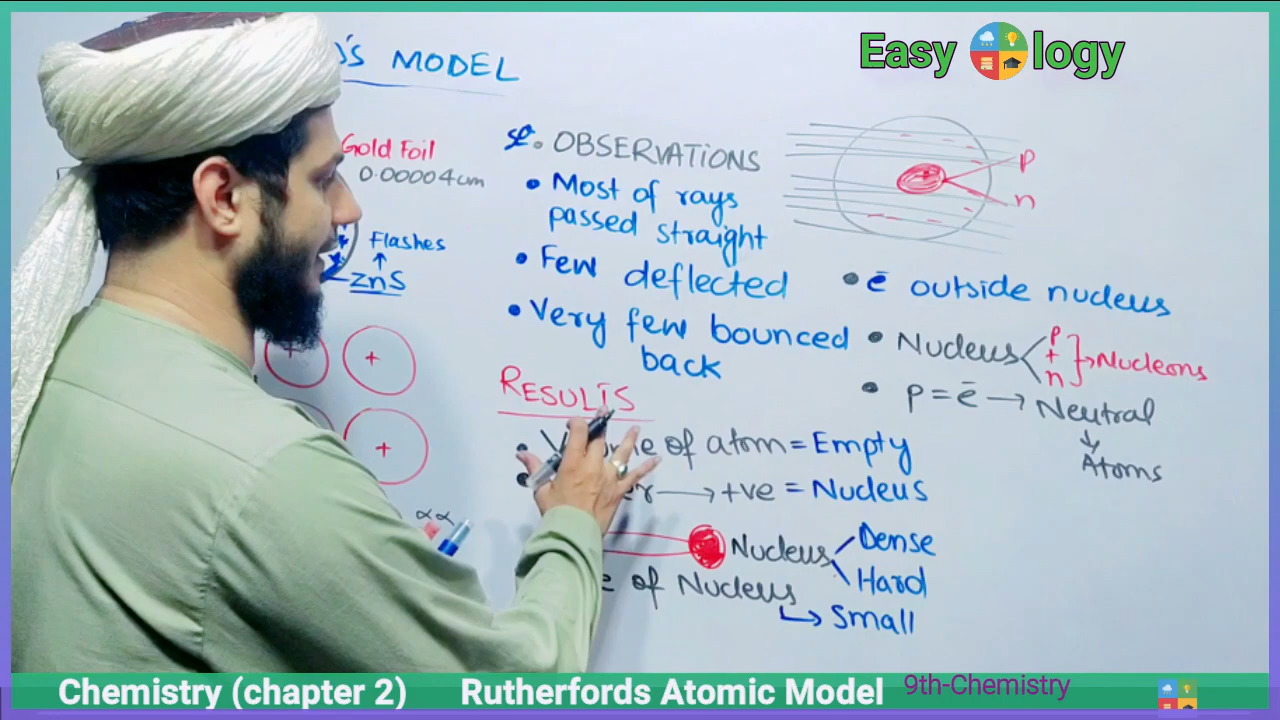 Easy logy
'S MODEL
Gold Foil
0.00004cm
Flashes
ZnS
+
+
+
αα
OBSERVATIONS
• Most of rays
passed straight
• Few deflected
• Very few bounced
back
RESULTS
of atom = Empty
→ +ve = Nucleus
Nucleus
Dense
Hard
of Nucleus
↳ Small
p
n
• ē outside nucleus
• Nucleus
p
+
n
→ Nucleons
• p = ē → Neutral
↓
Atoms
Chemistry (chapter 2) Rutherfords Atomic Model 9th-Chemistry